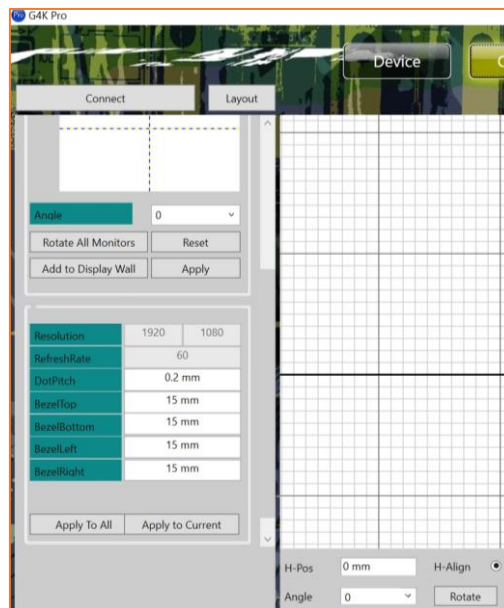 Pro G4K Pro
Device
Connect Layout
Angle 0
Rotate All Monitors Reset
Add to Display Wall Apply
Resolution 1920 1080
RefreshRate 60
DotPitch 0.2 mm
BezelTop 15 mm
BezelBottom 15 mm
BezelLeft 15 mm
BezelRight 15 mm
Apply To All Apply to Current
H-Pos 0 mm H-Align
Angle 0 Rotate